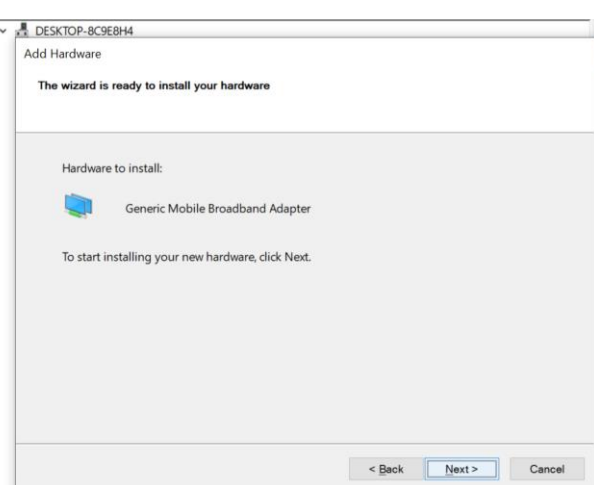 DESKTOP-8C9E8H4
Add Hardware
The wizard is ready to install your hardware
Hardware to install:
Generic Mobile Broadband Adapter
To start installing your new hardware, click Next.
< Back Next > Cancel